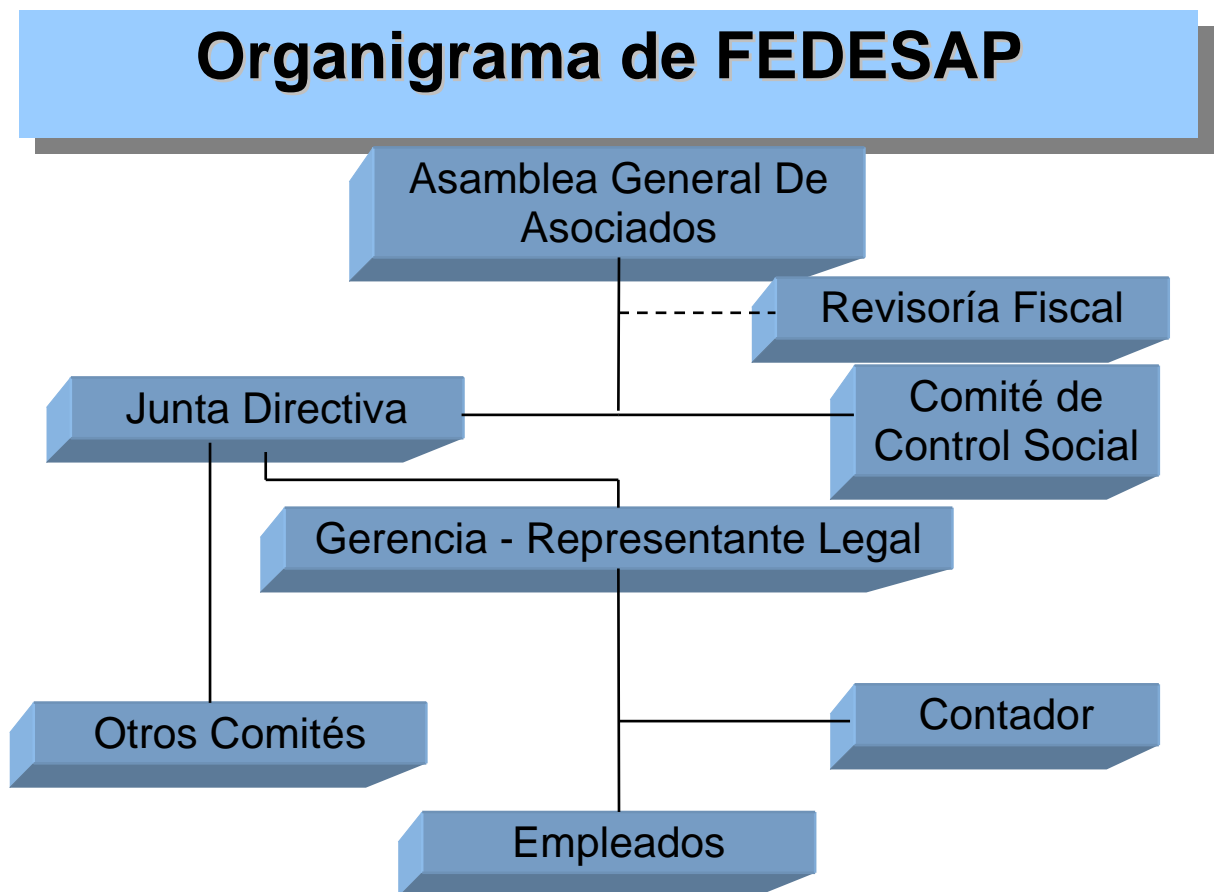 Organigrama de FEDESAP
Asamblea General De
Asociados
Revisoría Fiscal
Junta Directiva
Comité de
Control Social
Gerencia - Representante Legal
Otros Comités
Contador
Empleados